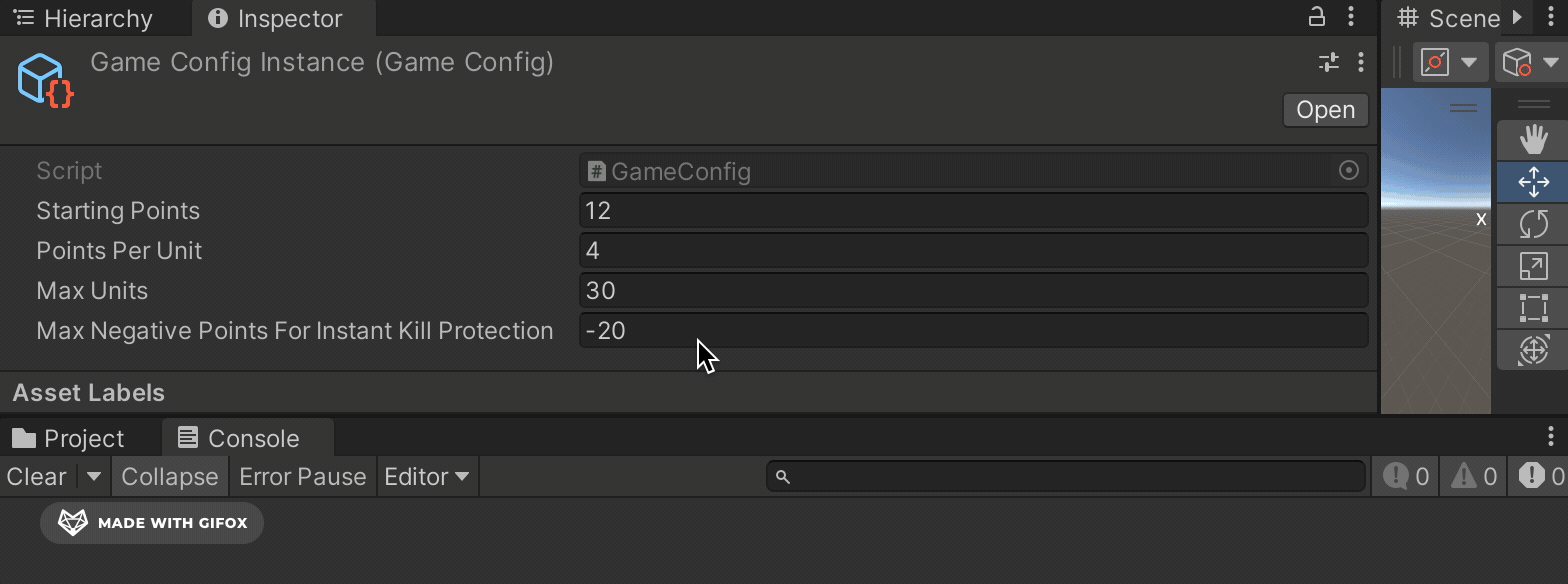 Hierarchy
Inspector
Scene
Game Config Instance (Game Config)
Open
Script
GameConfig
Starting Points
12
Points Per Unit
4
Max Units
30
Max Negative Points For Instant Kill Protection
-20
x
Asset Labels
Project
Console
Clear
Collapse
Error Pause
Editor
0
0
0
MADE WITH GIFOX